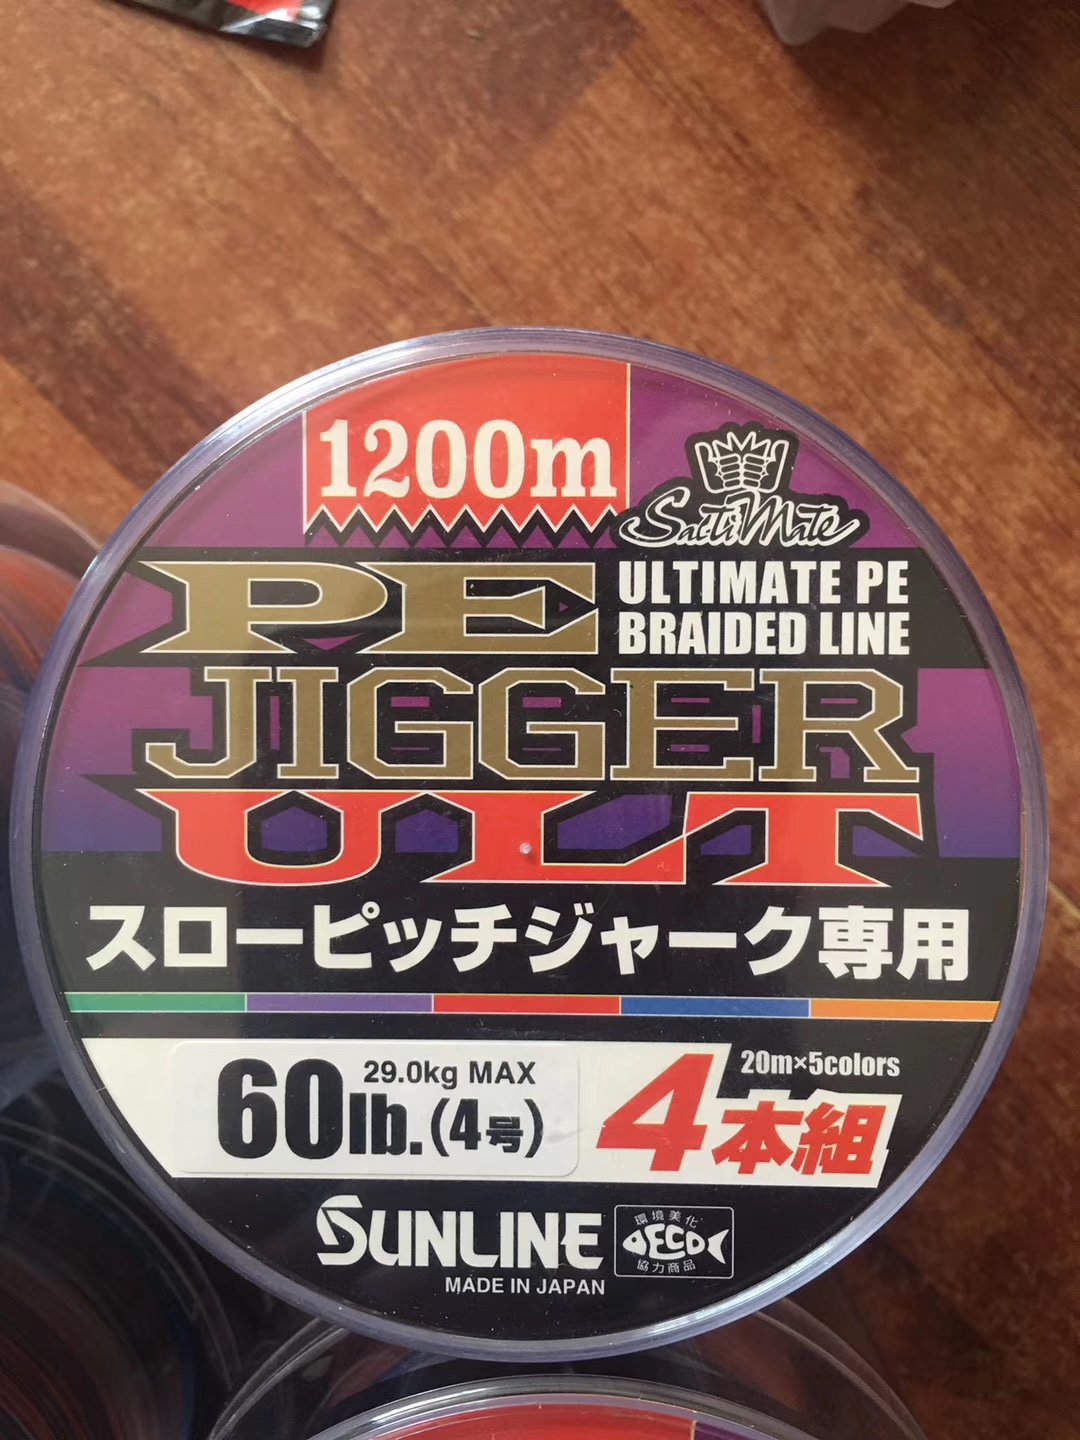 1200m
Salti Mate
PE
ULTIMATE PE
BRAIDED LINE
JIGGER
ULT
スローピッチジャーク専用
60lb.(4号)
29.0kg MAX
20m×5colors
4本組
SUNLINE
環境美化
ECO
協力商品
MADE IN JAPAN